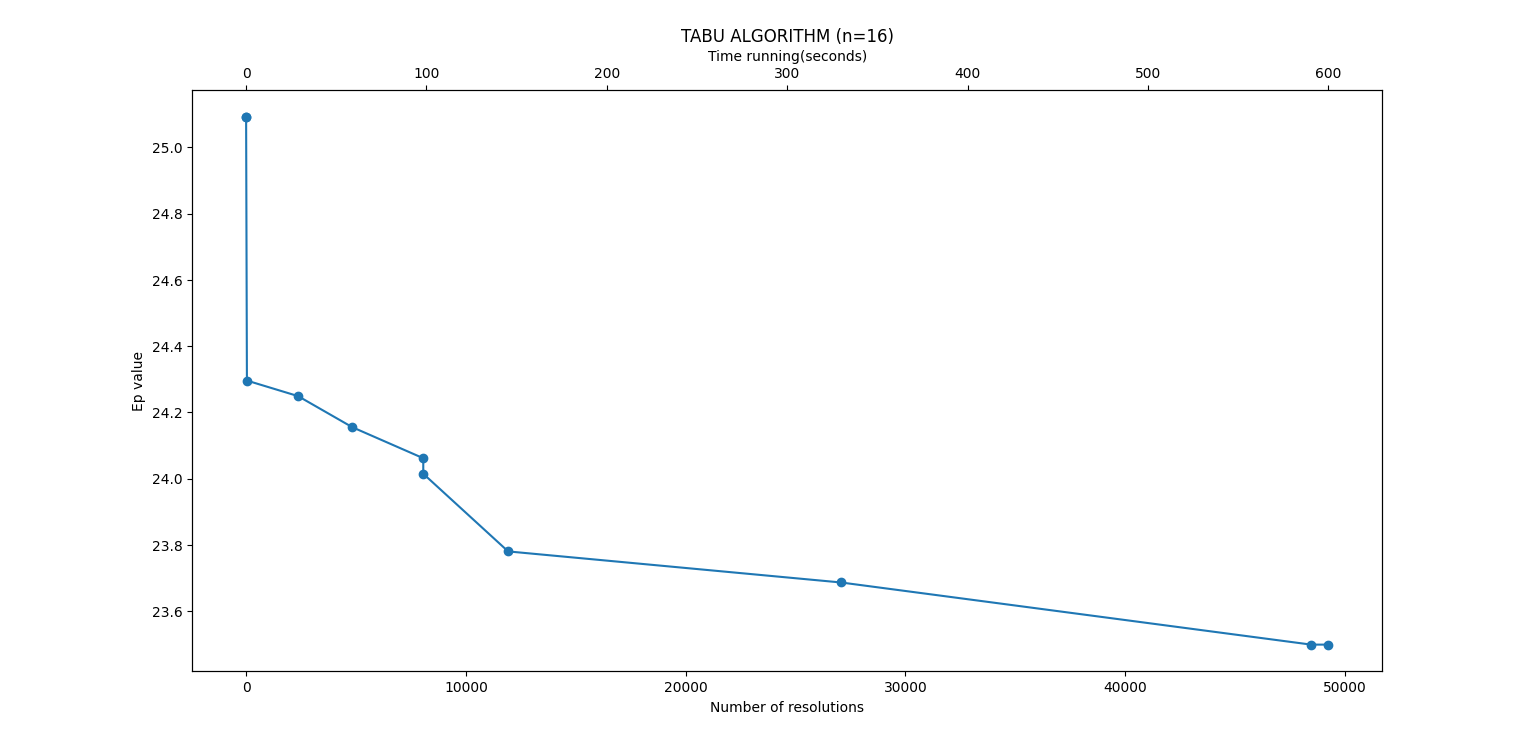 TABU ALGORITHM (n=16)
Time running(seconds)
0 100 200 300 400 500 600
25.0
24.8
24.6
24.4
24.2
24.0
23.8
23.6
Ep value
0 10000 20000 30000 40000 50000
Number of resolutions